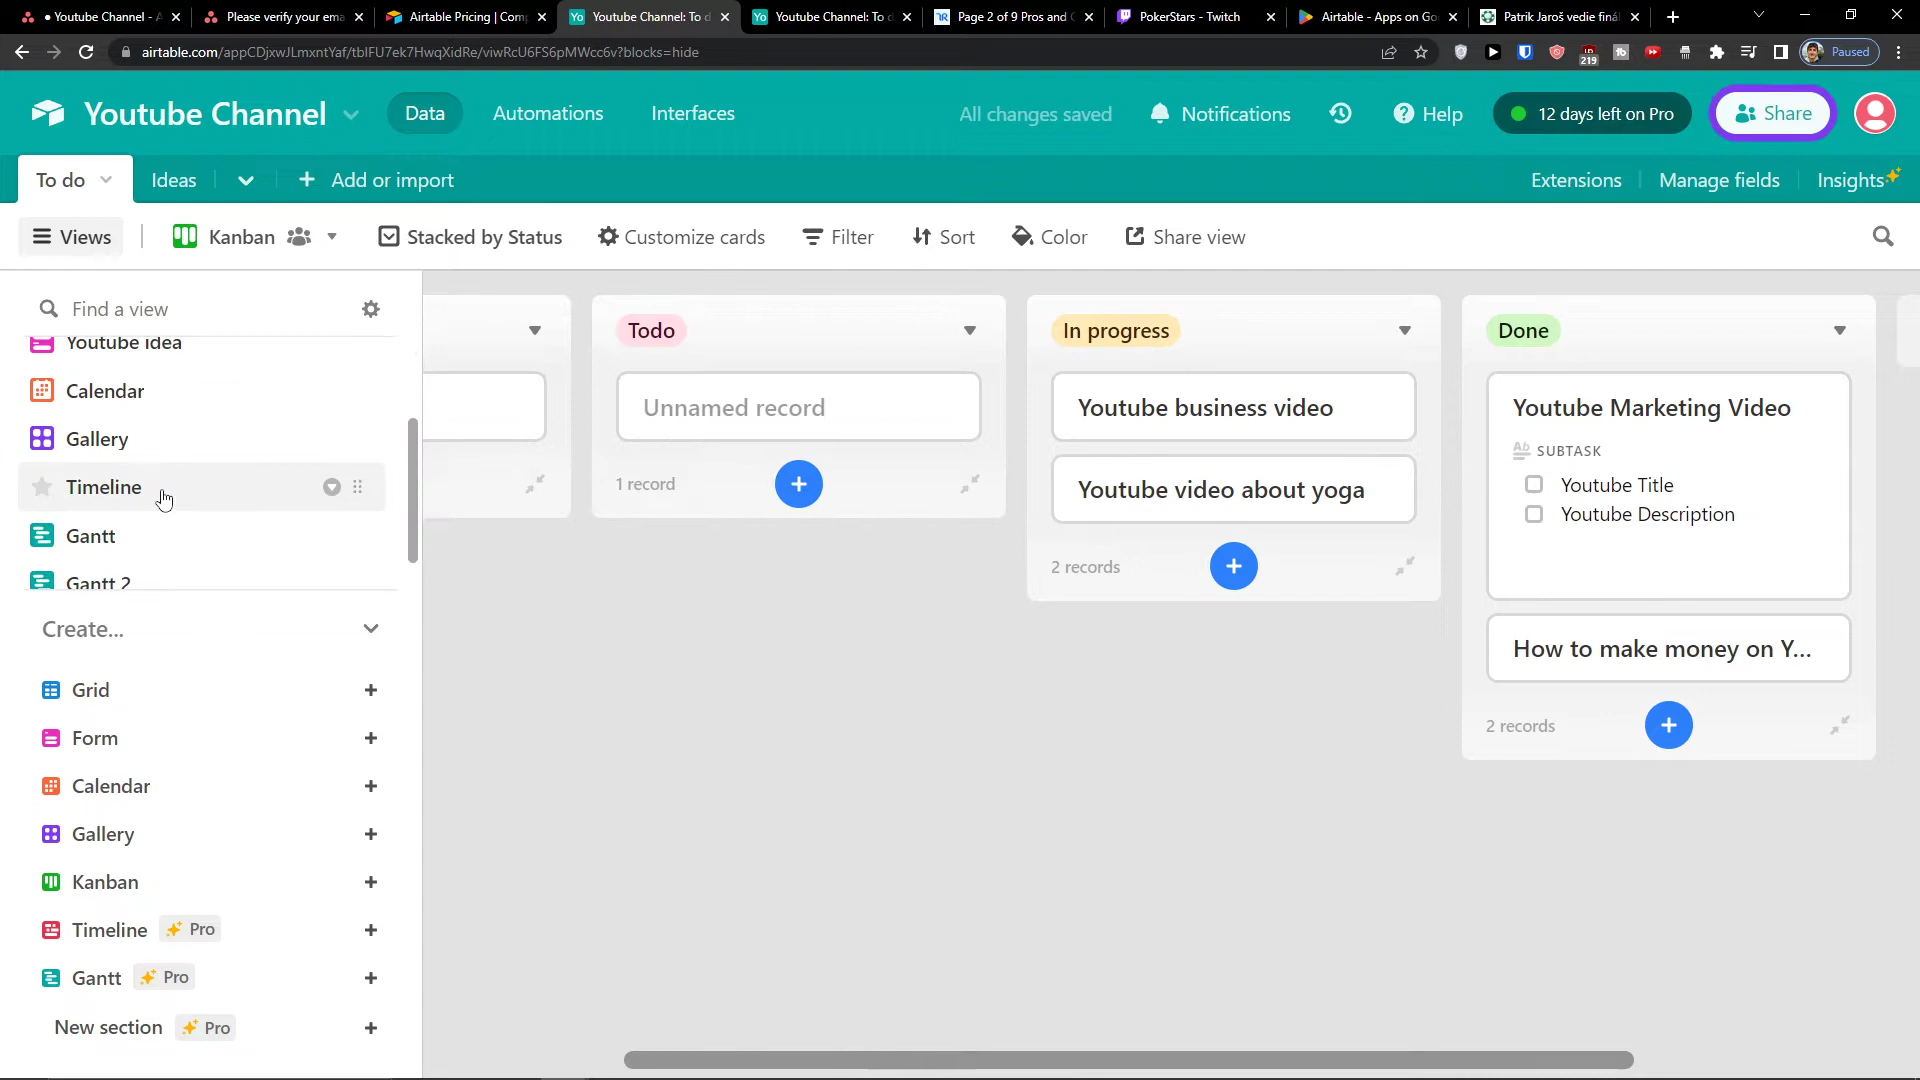 Youtube Channel - A
Please verify your ema
Airtable Pricing | Comp
Youtube Channel: To d
Youtube Channel: To d
Page 2 of 9 Pros and C
PokerStars - Twitch
Airtable - Apps on Go
Patrik Jaroš vedie finá
airtable.com/appCDjxwJLmxntYaf/tblFU7ek7HwqXidRe/viwRcU6FS6pMWcc6v?blocks=hide
219
Paused
Youtube Channel
Data
Automations
Interfaces
All changes saved
Notifications
Help
12 days left on Pro
Share
To do
Ideas
Add or import
Extensions
Manage fields
Insights
Views
Kanban
Stacked by Status
Customize cards
Filter
Sort
Color
Share view
Find a view
Youtube idea
Calendar
Gallery
Timeline
Gantt
Gantt 2
Create...
Grid
Form
Calendar
Gallery
Kanban
Timeline Pro
Gantt Pro
New section Pro
Todo
Unnamed record
1 record
In progress
Youtube business video
Youtube video about yoga
2 records
Done
Youtube Marketing Video
SUBTASK
Youtube Title
Youtube Description
How to make money on Y...
2 records